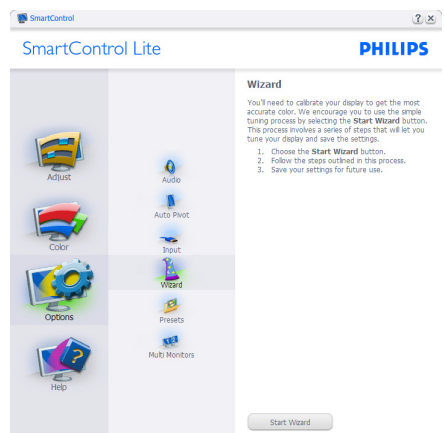 SmartControl
SmartControl Lite
PHILIPS
Adjust
Color
Options
Help
Audio
Auto Pivot
Input
Wizard
Presets
Multi Monitors
Wizard
You'll need to calibrate your display to get the most
accurate color. We encourage you to use the simple
tuning process by selecting the Start Wizard button.
This process involves a series of steps that will let you
tune your display and save the settings.
1. Choose the Start Wizard button.
2. Follow the steps outlined in this process.
3. Save your settings for future use.
Start Wizard